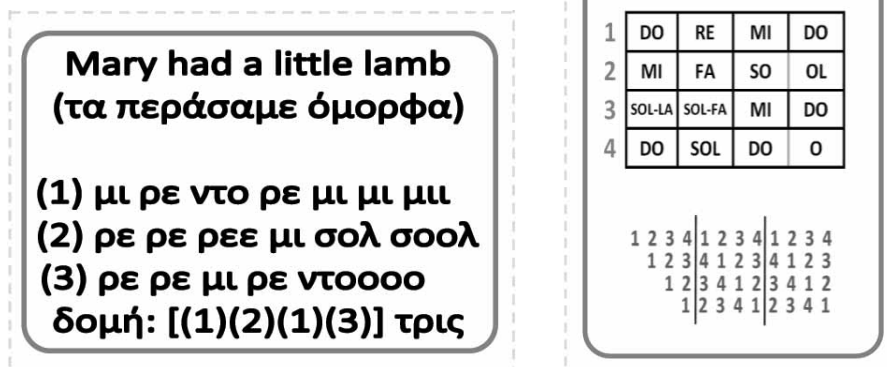 Mary had a little lamb
(τα περάσαμε όμορφα)
(1) μι ρε ντο ρε μι μι μιι
(2) ρε ρε ρεε μι σολ σοολ
(3) ρε ρε μι ρε ντοοοο
δομή: [(1)(2)(1)(3)] τρις
1 DO RE MI DO
2 MI FA SO OL
3 SOL-LA SOL-FA MI DO
4 DO SOL DO O
1 2 3 4 1 2 3 4 1 2 3 4
1 2 3 4 1 2 3 4 1 2 3
1 2 3 4 1 2 3 4 1 2
1 2 3 4 1 2 3 4 1